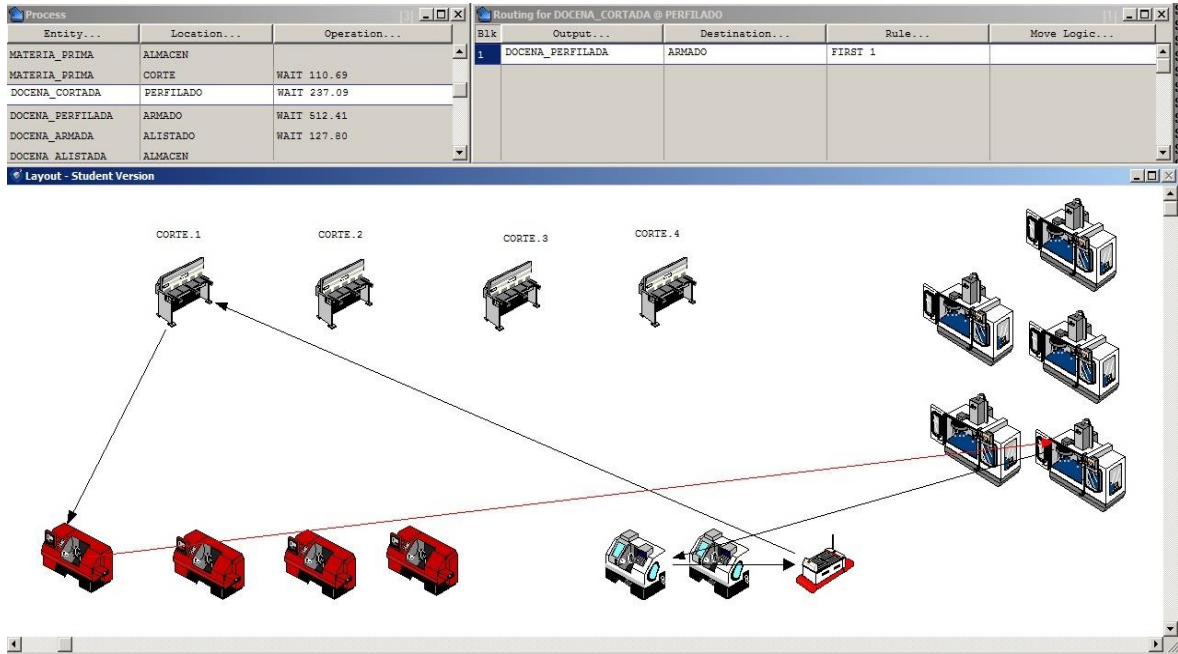 Process [3]
Entity... Location... Operation...
MATERIA_PRIMA ALMACEN
MATERIA_PRIMA CORTE WAIT 110.69
DOCENA_CORTADA PERFILADO WAIT 237.09
DOCENA_PERFILADA ARMADO WAIT 512.41
DOCENA_ARMADA ALISTADO WAIT 127.80
DOCENA ALISTADA ALMACEN
Routing for DOCENA_CORTADA @ PERFILADO [1]
Blk Output... Destination... Rule... Move Logic...
1 DOCENA_PERFILADA ARMADO FIRST 1
Layout - Student Version
CORTE.1 CORTE.2 CORTE.3 CORTE.4